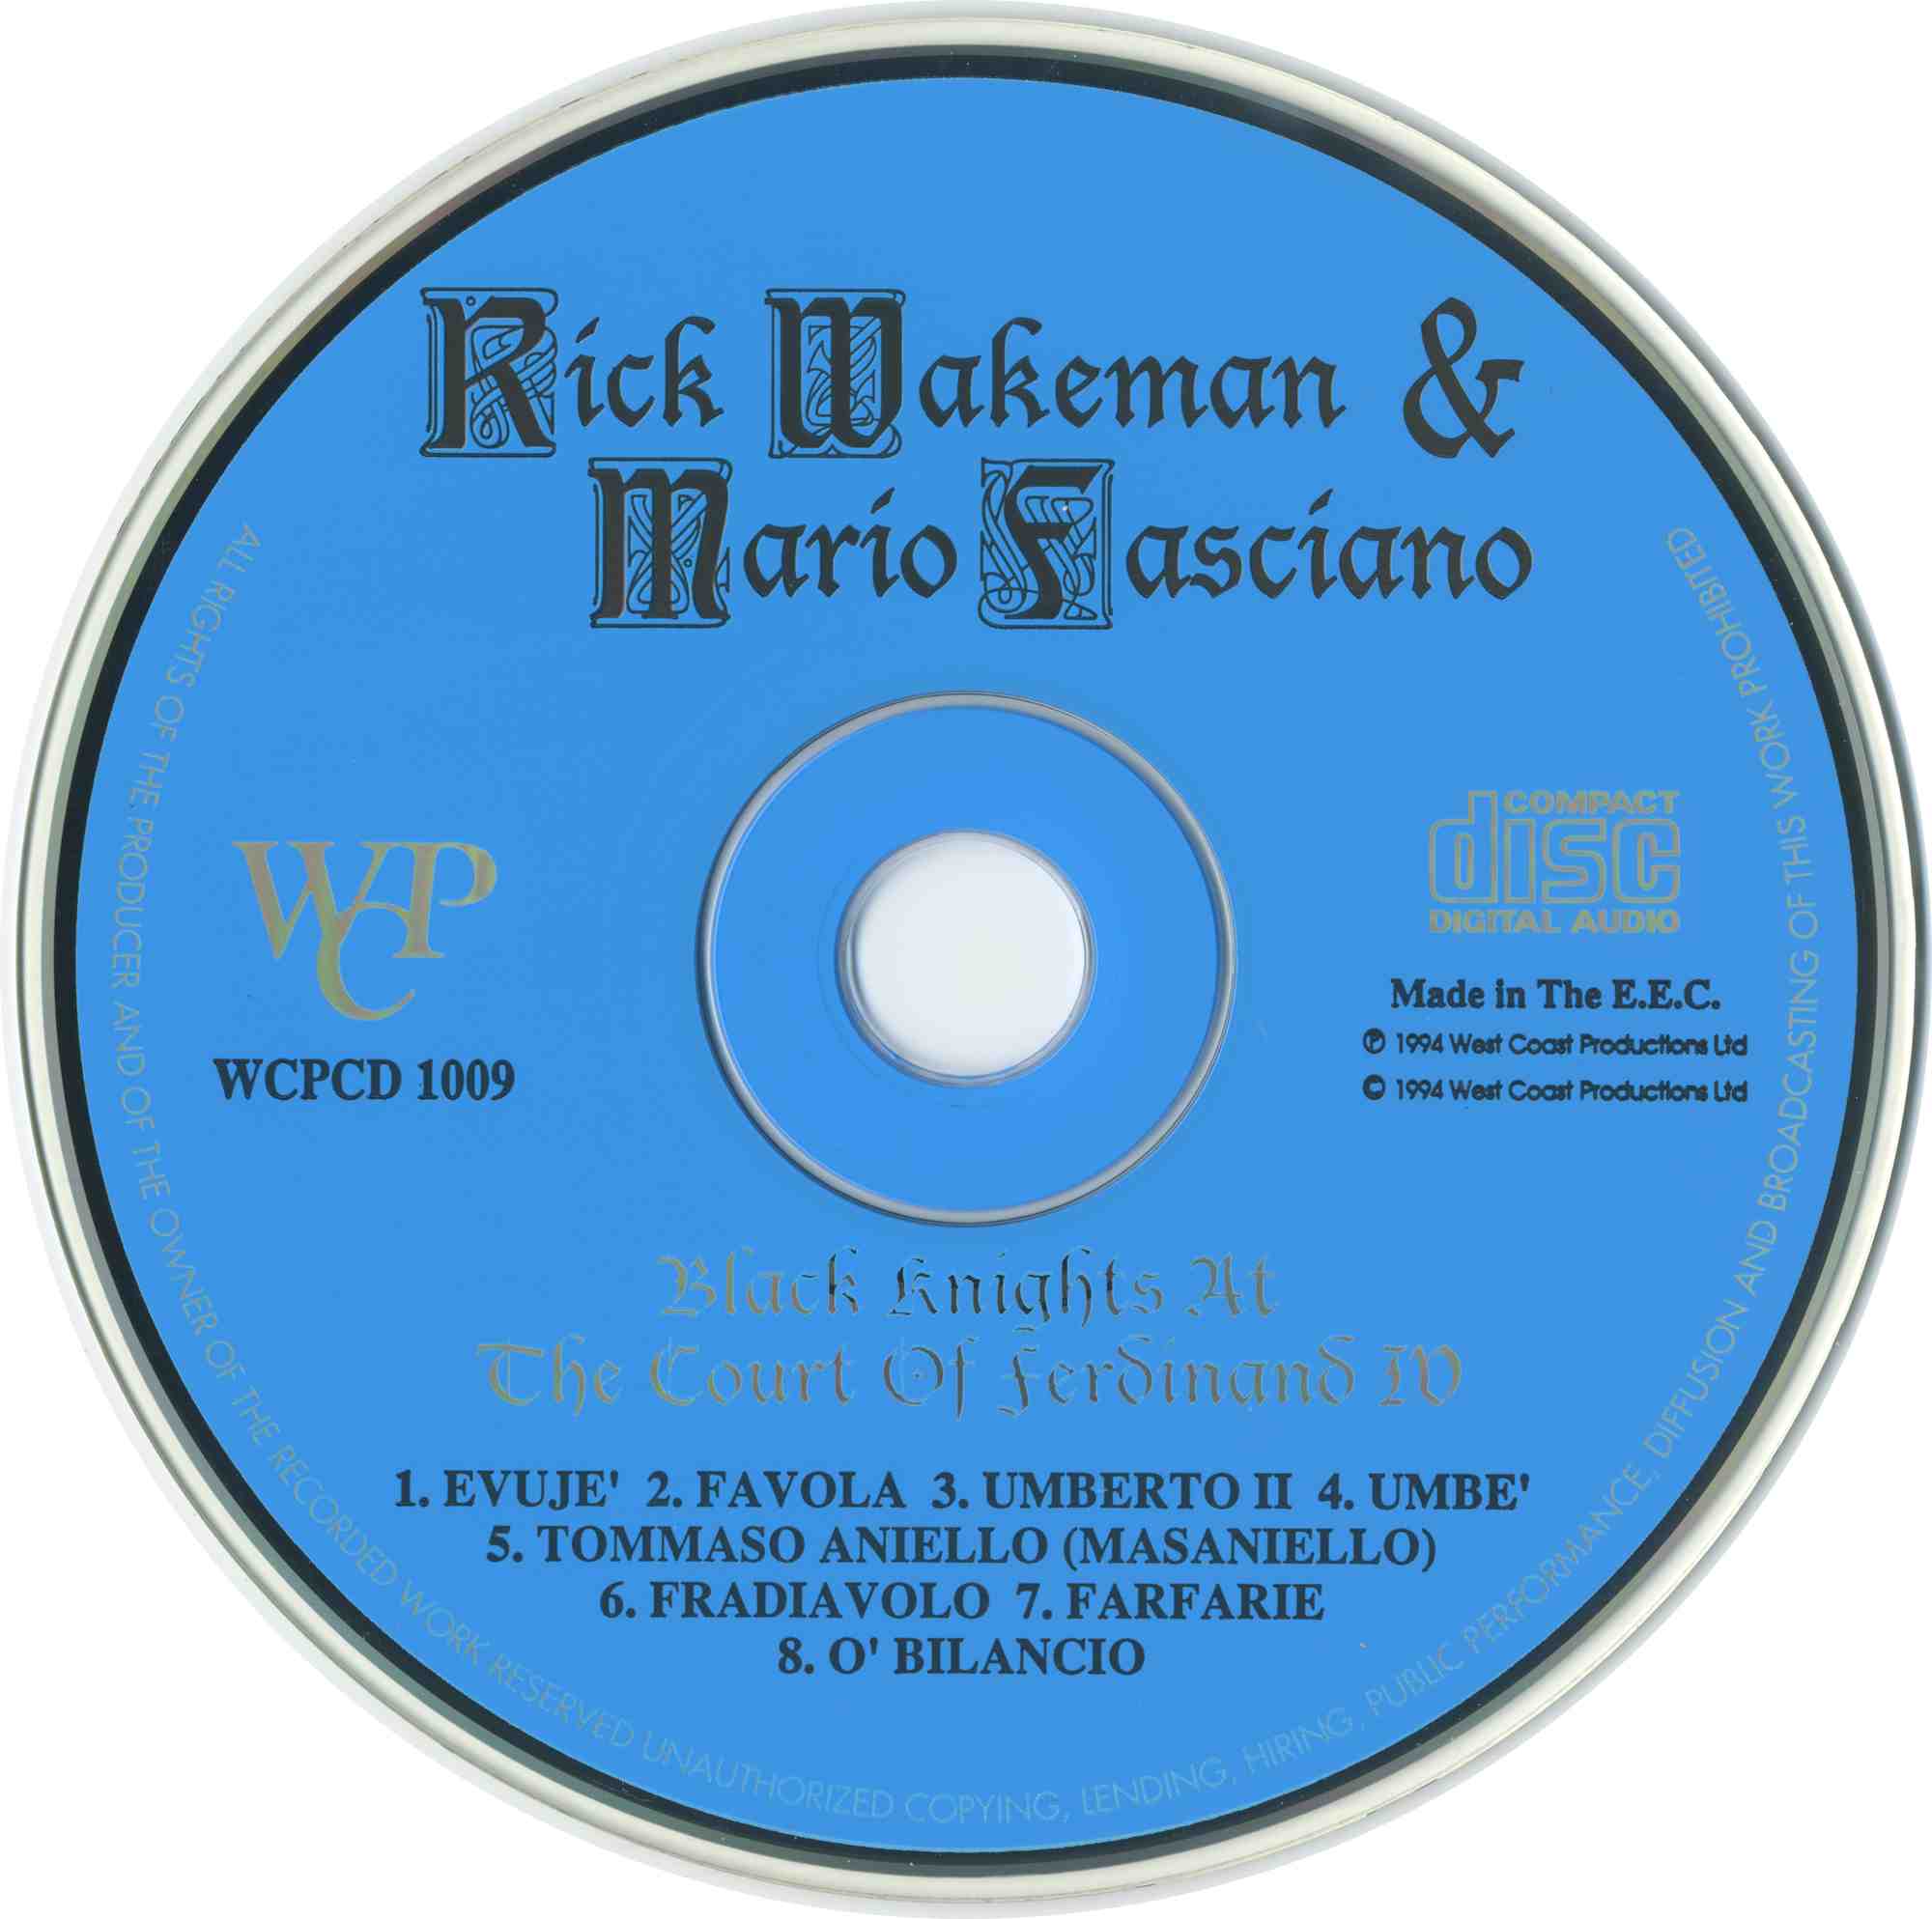 Rick Wakeman &
Mario Fasciano
COMPACT
disc
DIGITAL AUDIO
WCP
WCPCD 1009
Made in The E.E.C.
℗ 1994 West Coast Productions Ltd
© 1994 West Coast Productions Ltd
Black Knights At
The Court Of Ferdinand IV
1. EVUJE' 2. FAVOLA 3. UMBERTO II 4. UMBE'
5. TOMMASO ANIELLO (MASANIELLO)
6. FRADIAVOLO 7. FARFARIE
8. O' BILANCIO
ALL RIGHTS OF THE PRODUCER AND OF THE OWNER OF THE RECORDED WORK RESERVED UNAUTHORIZED COPYING, LENDING, HIRING, PUBLIC PERFORMANCE, DIFFUSION AND BROADCASTING OF THIS WORK PROHIBITED